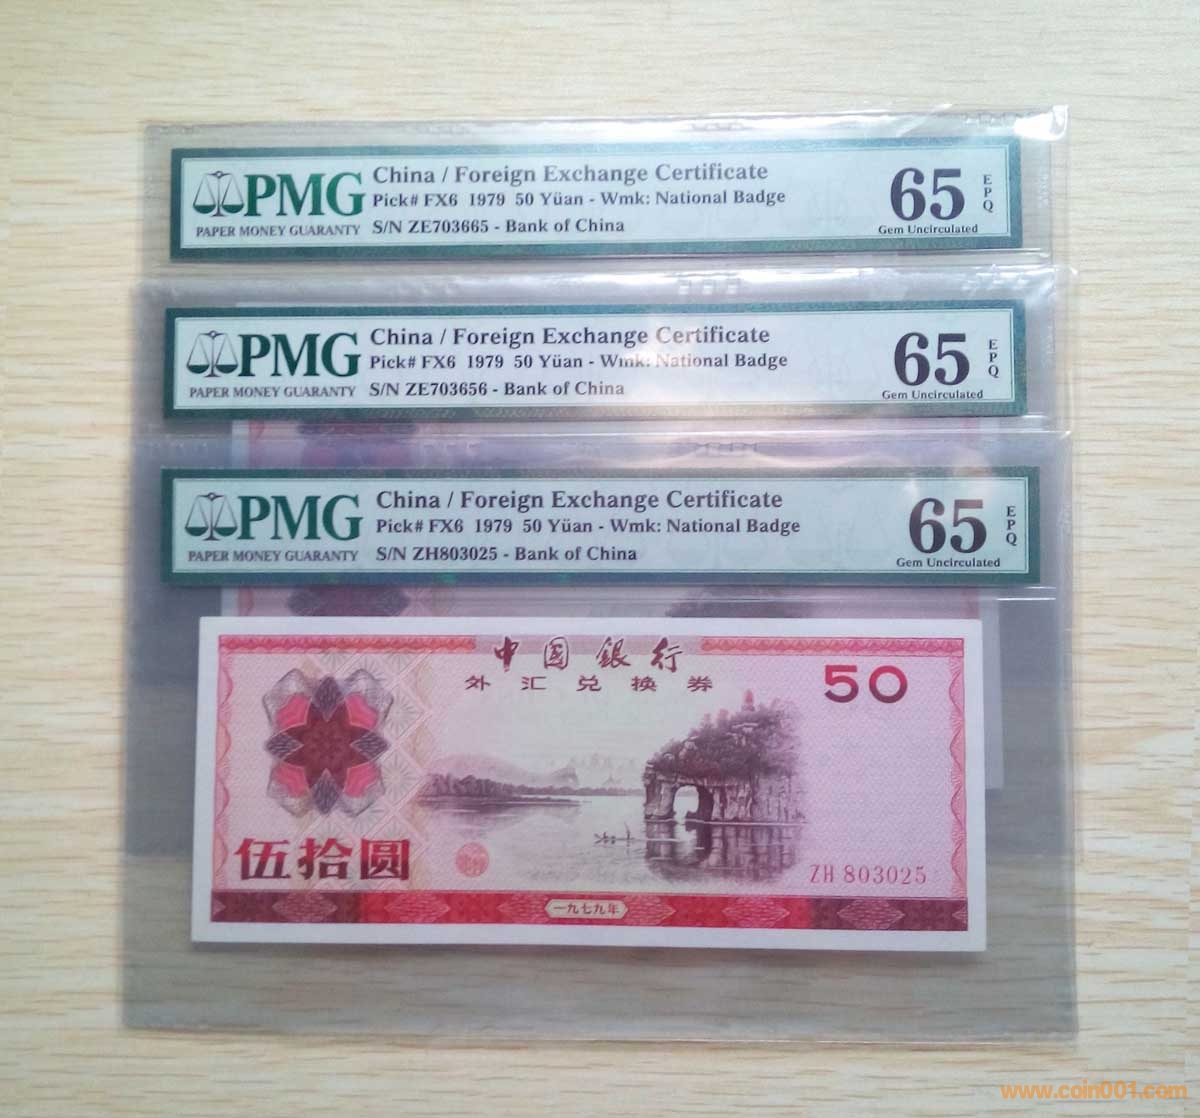 PMG
PAPER MONEY GUARANTY
China / Foreign Exchange Certificate
Pick# FX6 1979 50 Yüan - Wmk: National Badge
S/N ZE703665 - Bank of China
65 EPQ
Gem Uncirculated
PMG
PAPER MONEY GUARANTY
China / Foreign Exchange Certificate
Pick# FX6 1979 50 Yüan - Wmk: National Badge
S/N ZE703656 - Bank of China
65 EPQ
Gem Uncirculated
PMG
PAPER MONEY GUARANTY
China / Foreign Exchange Certificate
Pick# FX6 1979 50 Yüan - Wmk: National Badge
S/N ZH803025 - Bank of China
65 EPQ
Gem Uncirculated
中国銀行
外汇兑换券
50
伍拾圆
ZH 803025
一九七九年
www.coin001.com